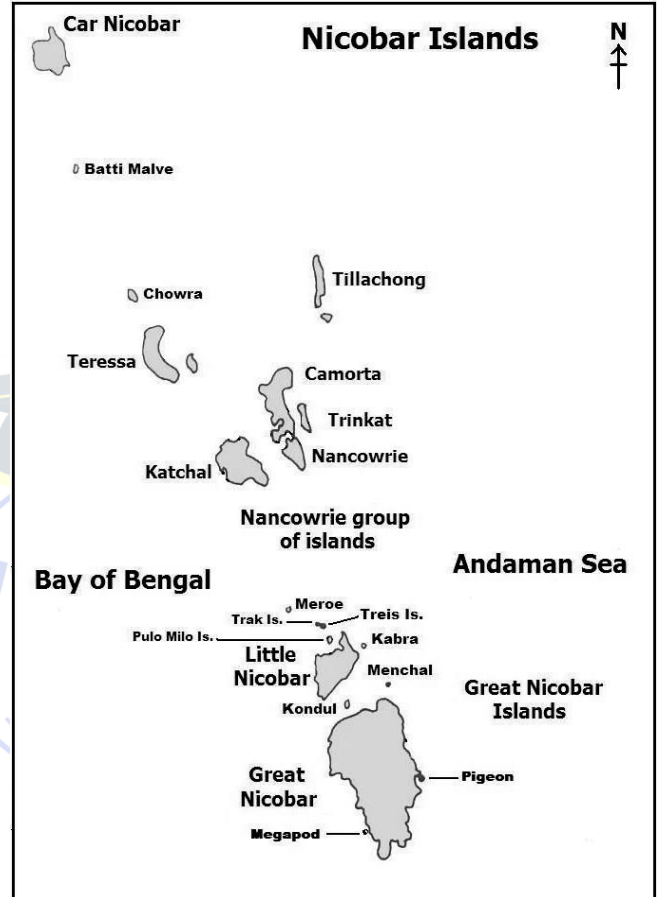 Car Nicobar
Nicobar Islands
N
Batti Malve
Tillachong
Chowra
Teressa
Camorta
Trinkat
Nancowrie
Katchal
Nancowrie group
of islands
Andaman Sea
Bay of Bengal
Meroe
Trak Is.
Treis Is.
Pulo Milo Is.
Kabra
Little
Nicobar
Menchal
Great Nicobar
Islands
Kondul
Great
Nicobar
Pigeon
Megapod